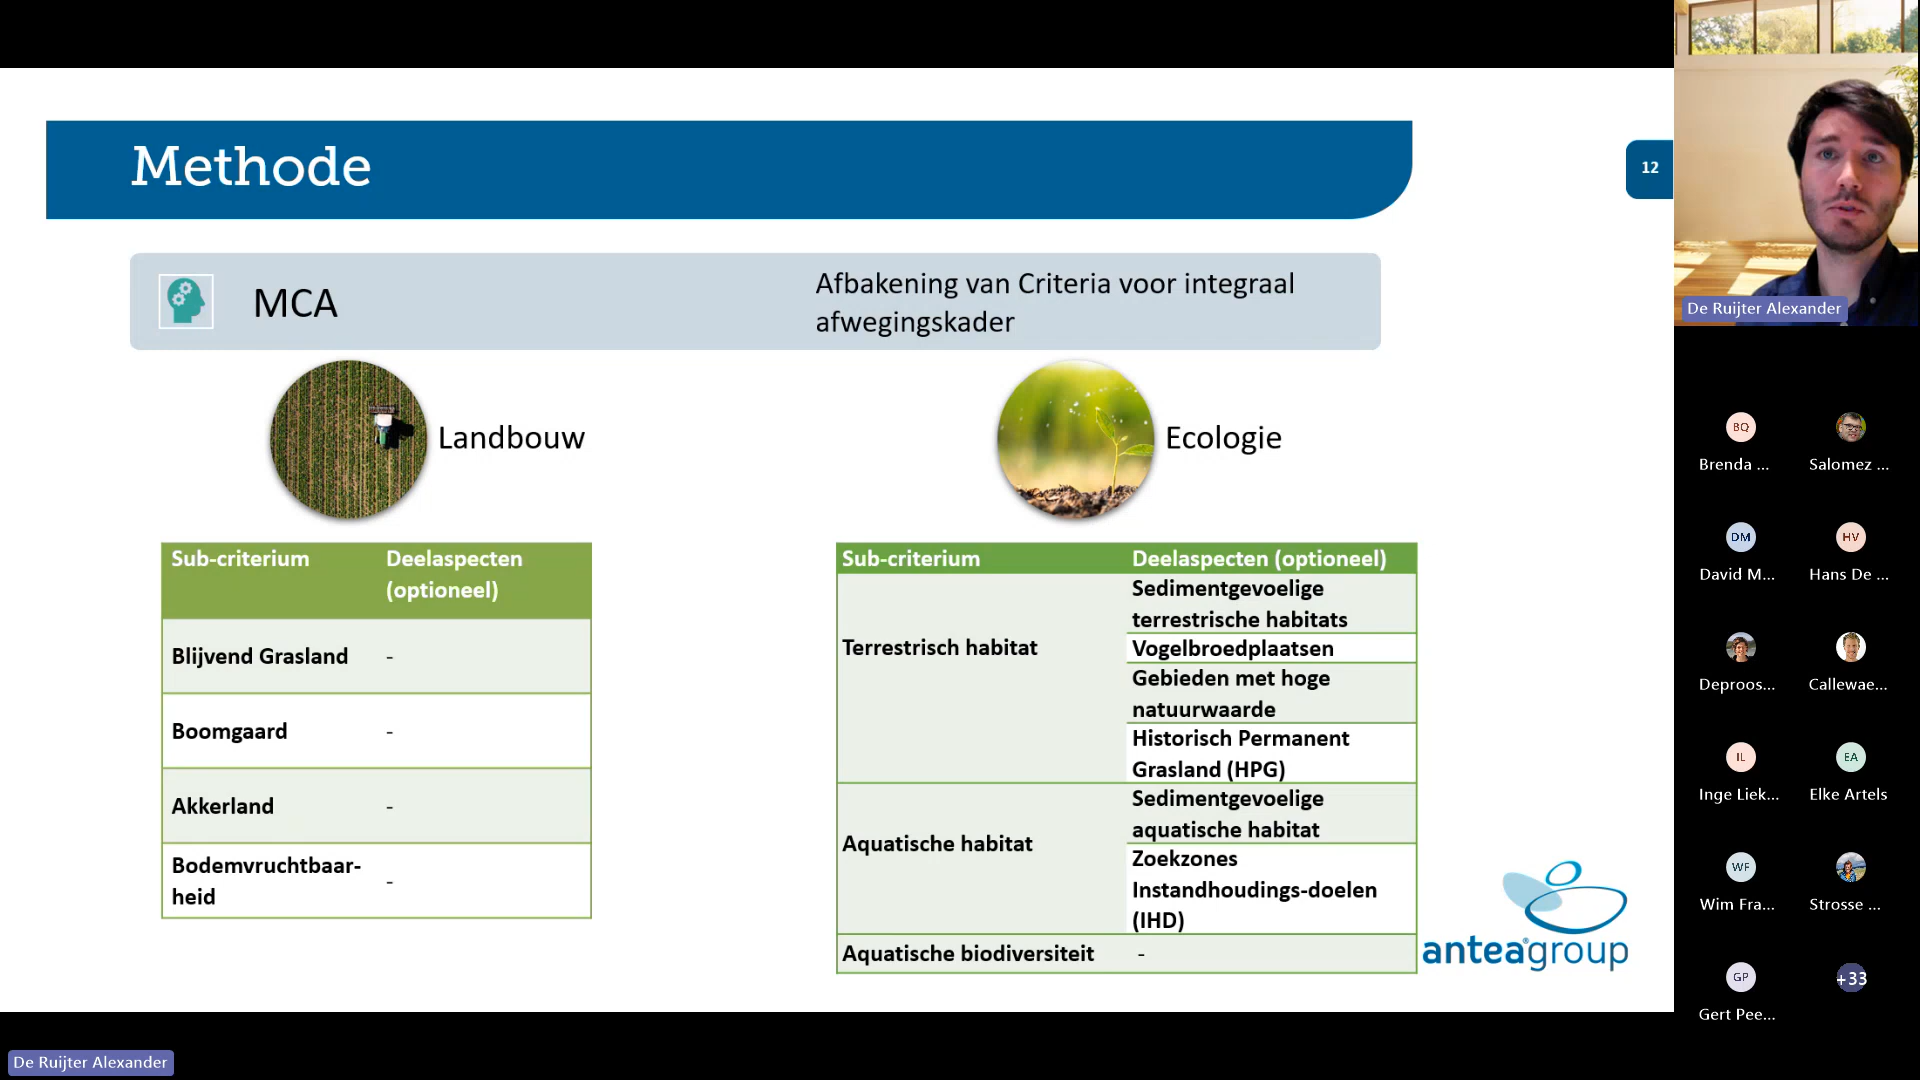 Methode
12
MCA
Afbakening van Criteria voor integraal
afwegingskader
Landbouw
Ecologie
Sub-criterium Deelaspecten
(optioneel)
Blijvend Grasland -
Boomgaard -
Akkerland -
Bodemvruchtbaar-
heid -
Sub-criterium Deelaspecten (optioneel)
Terrestrisch habitat
Sedimentgevoelige
terrestrische habitats
Vogelbroedplaatsen
Gebieden met hoge
natuurwaarde
Historisch Permanent
Grasland (HPG)
Aquatische habitat
Sedimentgevoelige
aquatische habitat
Zoekzones
Instandhoudings-doelen
(IHD)
Aquatische biodiversiteit -
anteagroup
De Ruijter Alexander
BQ
Brenda ... Salomez ...
DM HV
David M... Hans De ...
Deproos... Callewae...
IL EA
Inge Liek... Elke Artels
WF
Wim Fra... Strosse ...
GP +33
Gert Pee...
De Ruijter Alexander